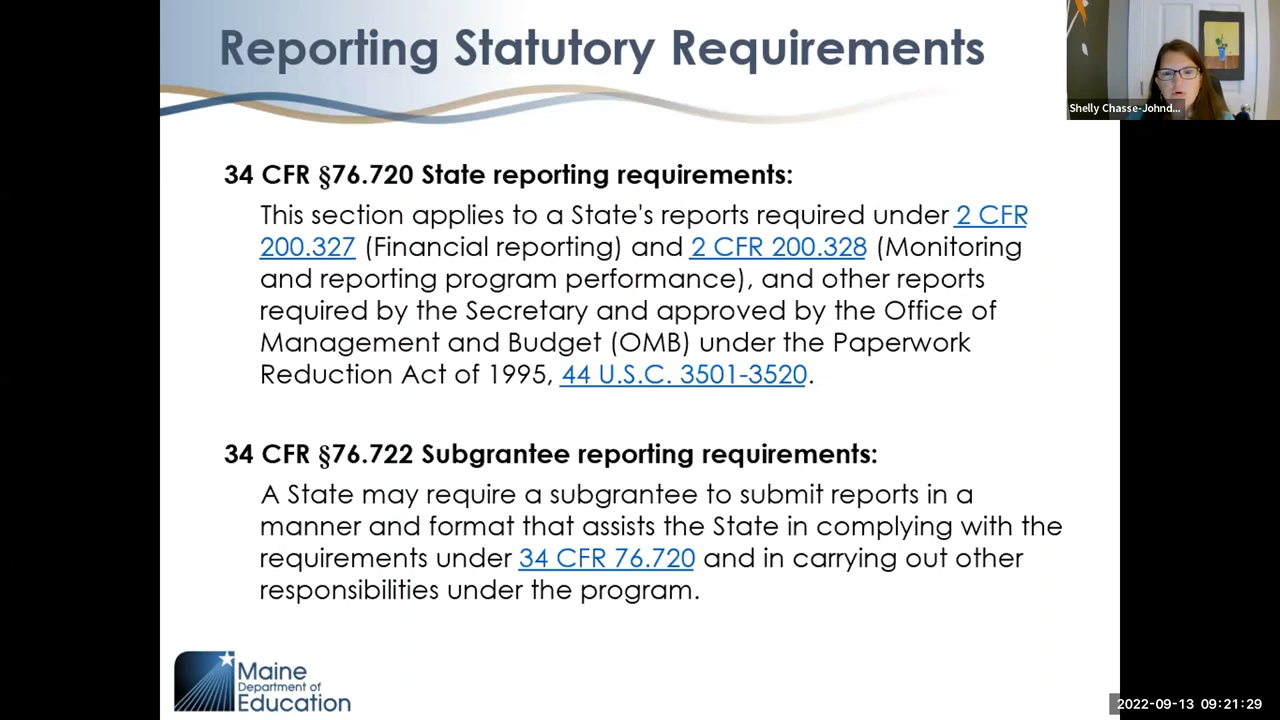 Reporting Statutory Requirements
Shelly Chasse-Johnd...
34 CFR §76.720 State reporting requirements:
This section applies to a State's reports required under 2 CFR
200.327 (Financial reporting) and 2 CFR 200.328 (Monitoring
and reporting program performance), and other reports
required by the Secretary and approved by the Office of
Management and Budget (OMB) under the Paperwork
Reduction Act of 1995, 44 U.S.C. 3501-3520.
34 CFR §76.722 Subgrantee reporting requirements:
A State may require a subgrantee to submit reports in a
manner and format that assists the State in complying with the
requirements under 34 CFR 76.720 and in carrying out other
responsibilities under the program.
Maine
Department of
Education
2022-09-13 09:21:29